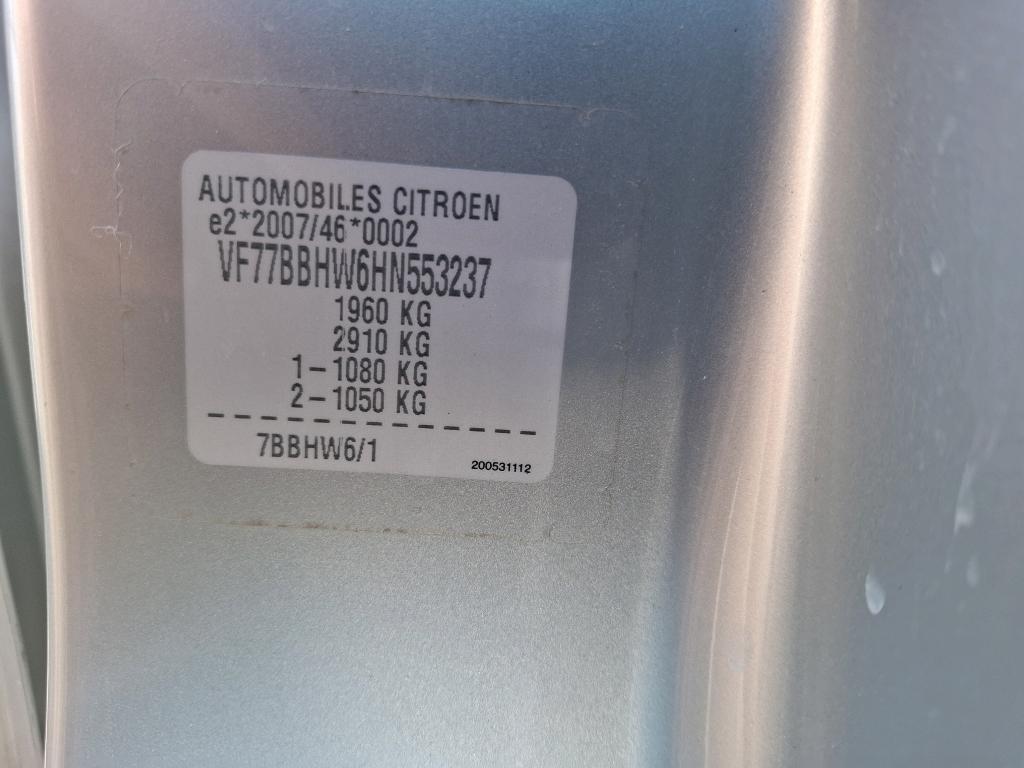 AUTOMOBILES CITROEN
e2*2007/46*0002
VF77BBHW6HN553237
1960 KG
2910 KG
1-1080 KG
2-1050 KG
7BBHW6/1
200531112